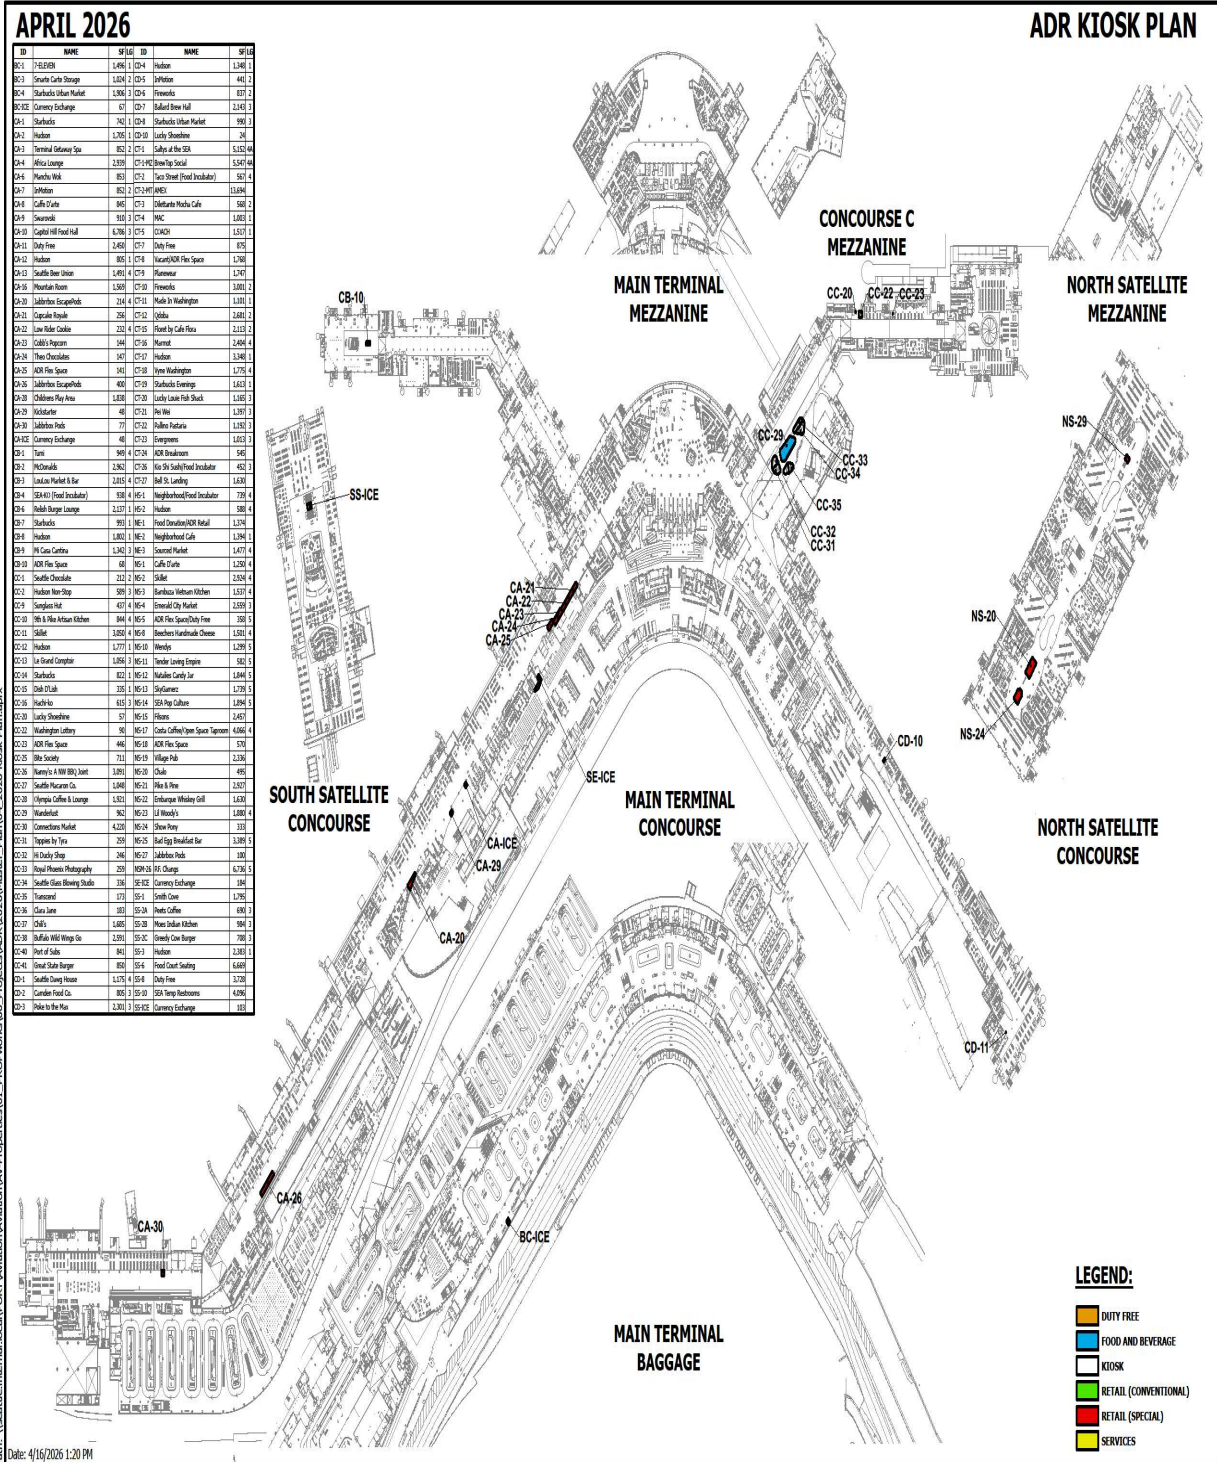 APRIL 2026
ADR KIOSK PLAN
ID NAME SF LG ID NAME SF LG
BC-1 7-ELEVEN 1,496 1 CD-4 Hudson 1,348 1
BC-3 Smarte Carte Storage 1,024 2 CD-5 InMotion 441 2
BC-4 Starbucks Urban Market 1,906 3 CD-6 Fireworks 837 2
BC-ICE Currency Exchange 67 CD-7 Ballard Brew Hall 2,143 3
CA-1 Starbucks 742 1 CD-8 Starbucks Urban Market 990 3
CA-2 Hudson 1,705 1 CD-10 Lucky Shoeshine 24
CA-3 Terminal Getaway Spa 852 2 CT-1 Saltys at the SEA 5,152 4A
CA-4 Africa Lounge 2,939 CT-1-MZ BrewTop Social 5,547 4A
CA-6 Manchu Wok 853 CT-2 Taco Street (Food Incubator) 567 4
CA-7 InMotion 852 2 CT-2-MT AMEX 13,694
CA-8 Caffe D'arte 845 CT-3 Dilettante Mocha Cafe 568 2
CA-9 Swarovski 910 3 CT-4 MAC 1,003 1
CA-10 Capitol Hill Food Hall 6,786 3 CT-5 COACH 1,517 1
CA-11 Duty Free 2,450 CT-7 Duty Free 875
CA-12 Hudson 805 1 CT-8 Vacant/ADR Flex Space 1,768
CA-13 Seattle Beer Union 1,491 4 CT-9 Planewear 1,747
CA-16 Mountain Room 1,569 CT-10 Fireworks 3,001 2
CA-20 Jabbrbox EscapePods 214 4 CT-11 Made In Washington 1,101 1
CA-21 Cupcake Royale 256 CT-12 Qdoba 2,681 2
CA-22 Low Rider Cookie 232 4 CT-15 Floret by Cafe Flora 2,113 2
CA-23 Cobb's Popcorn 144 CT-16 Marmot 2,404 4
CA-24 Theo Chocolates 147 CT-17 Hudson 3,348 1
CA-25 ADR Flex Space 141 CT-18 Vyne Washington 1,775 4
CA-26 Jabbrbox EscapePods 400 CT-19 Starbucks Evenings 1,613 1
CA-28 Childrens Play Area 1,838 CT-20 Lucky Louie Fish Shack 1,165 3
CA-29 Kickstarter 48 CT-21 Pei Wei 1,397 3
CA-30 Jabbrbox Pods 77 CT-22 Pallino Pastaria 1,192 3
CA-ICE Currency Exchange 48 CT-23 Evergreens 1,013 3
CB-1 Tumi 949 4 CT-24 ADR Breakroom 545
CB-2 McDonalds 2,962 CT-26 Kio Shi Sushi/Food Incubator 452 3
CB-3 LouLou Market & Bar 2,015 4 CT-27 Bell St. Landing 1,630
CB-4 SEA-KU (Food Incubator) 938 4 HS-1 Neighborhood/Food Incubator 739 4
CB-6 Relish Burger Lounge 2,137 1 HS-2 Hudson 588 4
CB-7 Starbucks 993 1 NE-1 Food Donation/ADR Retail 1,374
CB-8 Hudson 1,802 1 NE-2 Neighborhood Cafe 1,394 1
CB-9 Mi Casa Cantina 1,342 3 NE-3 Sourced Market 1,477 4
CB-10 ADR Flex Space 68 NS-1 Caffe D'arte 1,250 4
CC-1 Seattle Chocolate 212 2 NS-2 Skillet 2,924 4
CC-2 Hudson Non-Stop 589 3 NS-3 Bambuza Vietnam Kitchen 1,537 4
CC-9 Sunglass Hut 437 4 NS-4 Emerald City Market 2,559 3
CC-10 9th & Pike Artisan Kitchen 844 4 NS-5 ADR Flex Space/Duty Free 358 5
CC-11 Skillet 3,050 4 NS-8 Beechers Handmade Cheese 1,501 4
CC-12 Hudson 1,777 1 NS-10 Wendys 1,299 5
CC-13 Le Grand Comptoir 1,056 3 NS-11 Tender Loving Empire 582 5
CC-14 Starbucks 822 1 NS-12 Natalies Candy Jar 1,844 5
CC-15 Dish D'Lish 335 1 NS-13 SkyGamerz 1,739 5
CC-16 Hachi-ko 615 3 NS-14 SEA Pop Culture 1,894 5
CC-20 Lucky Shoeshine 57 NS-15 Filsons 2,457
CC-22 Washington Lottery 90 NS-17 Costa Coffee/Open Space Taproom 4,066 4
CC-23 ADR Flex Space 446 NS-18 ADR Flex Space 570
CC-25 Bite Society 711 NS-19 Village Pub 2,336
CC-26 Nanny's: A NW BBQ Joint 3,091 NS-20 Chalo 495
CC-27 Seattle Macaron Co. 1,048 NS-21 Pike & Pine 2,927
CC-28 Olympia Coffee & Lounge 1,921 NS-22 Embarque Whiskey Grill 1,630
CC-29 Wanderlust 962 NS-23 Lil Woody's 1,880 4
CC-30 Connections Market 4,220 NS-24 Show Pony 333
CC-31 Toppies by Tyra 259 NS-25 Bad Egg Breakfast Bar 3,389 5
CC-32 Hi Ducky Shop 246 NS-27 Jabbrbox Pods 100
CC-33 Royal Phoenix Photography 259 NSM-26 P.F. Changs 6,736 5
CC-34 Seattle Glass Blowing Studio 336 SE-ICE Currency Exchange 184
CC-35 Transcend 173 SS-1 Smith Cove 1,795
CC-36 Clara Jane 183 SS-2A Peets Coffee 690 3
CC-37 Chili's 1,685 SS-2B Moes Indian Kitchen 984 3
CC-38 Buffalo Wild Wings Go 2,591 SS-2C Greedy Cow Burger 708 3
CC-40 Port of Subs 841 SS-3 Hudson 2,383 1
CC-41 Great State Burger 850 SS-6 Food Court Seating 6,669
CD-1 Seattle Dawg House 1,175 4 SS-8 Duty Free 3,728
CD-2 Camden Food Co. 805 3 SS-10 SEA Temp Restrooms 4,096
CD-3 Poke to the Max 2,301 3 SS-ICE Currency Exchange 103
CONCOURSE C
MEZZANINE
MAIN TERMINAL
MEZZANINE
NORTH SATELLITE
MEZZANINE
CB-10
CC-20
CC-22
CC-23
CC-29
CC-33
CC-34
CC-35
CC-32
CC-31
NS-29
SS-ICE
CA-21
CA-22
CA-23
CA-24
CA-25
NS-20
NS-24
CD-10
SE-ICE
SOUTH SATELLITE
CONCOURSE
MAIN TERMINAL
CONCOURSE
NORTH SATELLITE
CONCOURSE
CA-ICE
CA-29
CA-20
CD-11
CA-26
CA-30
BC-ICE
MAIN TERMINAL
BAGGAGE
LEGEND:
DUTY FREE
FOOD AND BEVERAGE
KIOSK
RETAIL (CONVENTIONAL)
RETAIL (SPECIAL)
SERVICES
Date: 4/16/2026 1:20 PM